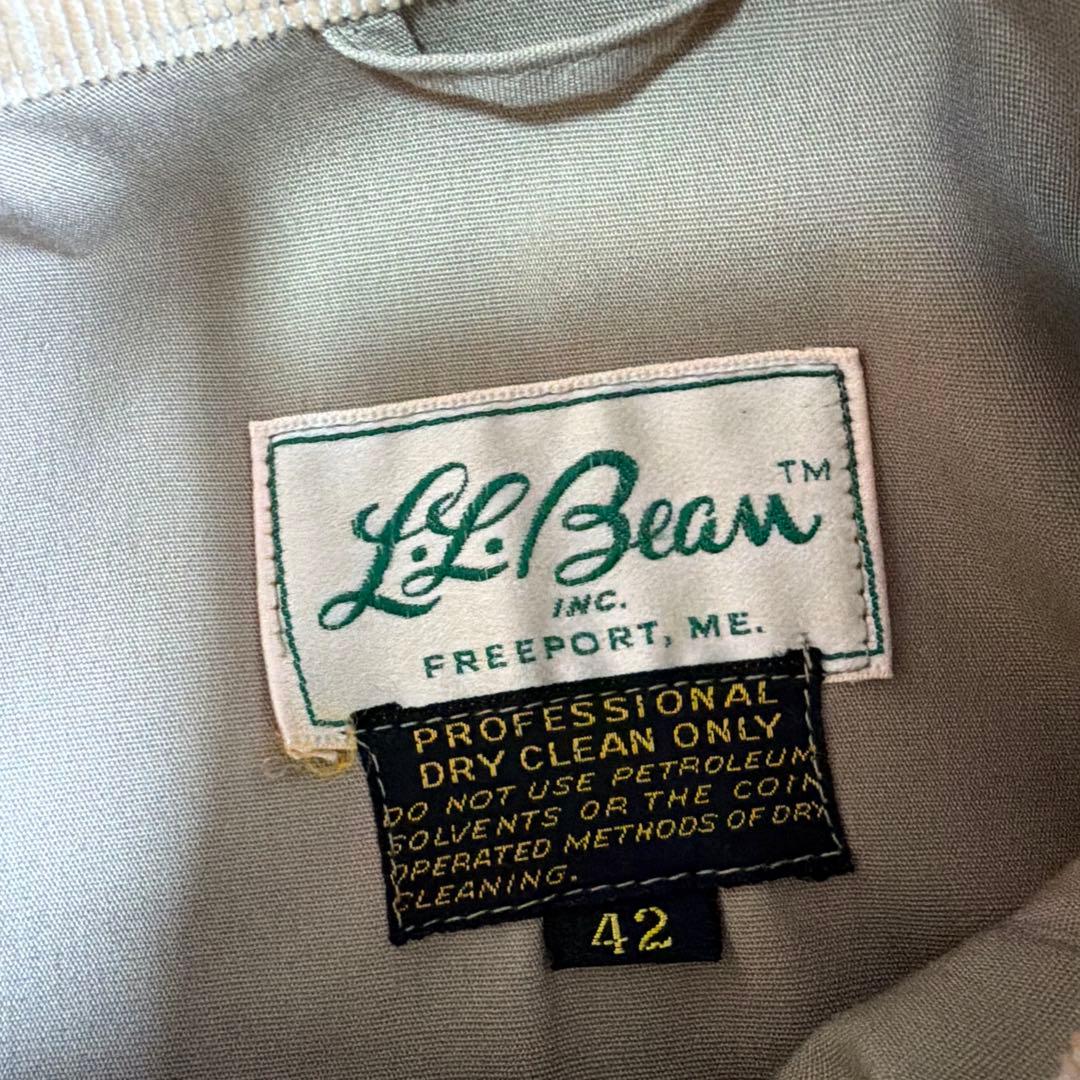 L.L.Bean™
INC.
FREEPORT, ME.
PROFESSIONAL
DRY CLEAN ONLY
DO NOT USE PETROLEUM
SOLVENTS OR THE COIN
OPERATED METHODS OF DRY
CLEANING.
42